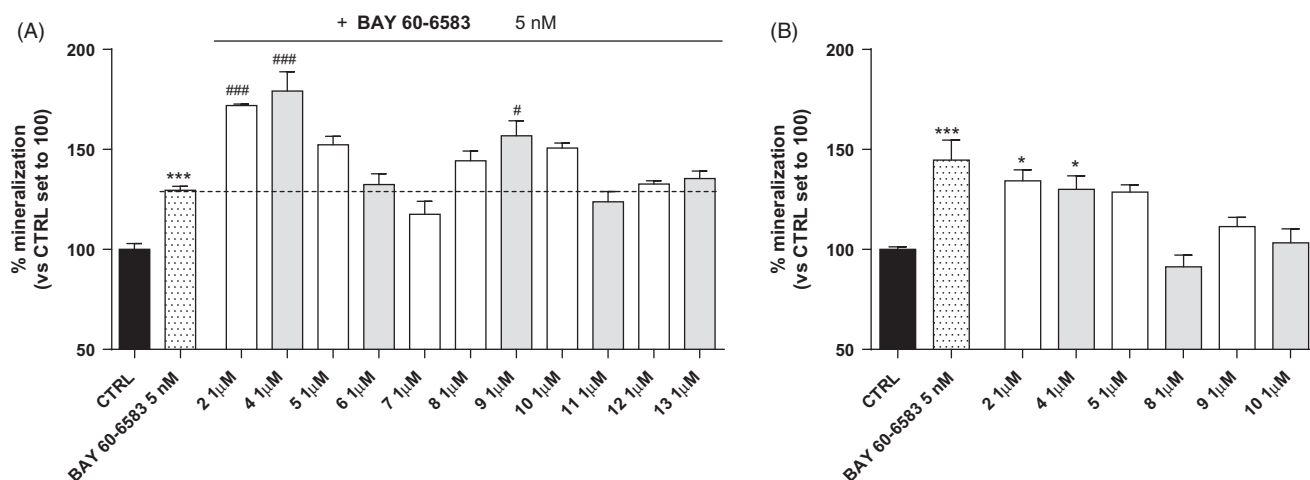 (A)
+ BAY 60-6583 5 nM
% mineralization
(vs CTRL set to 100)
200
150
100
50
***
###
###
#
CTRL
BAY 60-6583 5 nM
2 1μM
4 1μM
5 1μM
6 1μM
7 1μM
8 1μM
9 1μM
10 1μM
11 1μM
12 1μM
13 1μM
(B)
% mineralization
(vs CTRL set to 100)
200
150
100
50
***
*
*
CTRL
BAY 60-6583 5 nM
2 1μM
4 1μM
5 1μM
8 1μM
9 1μM
10 1μM